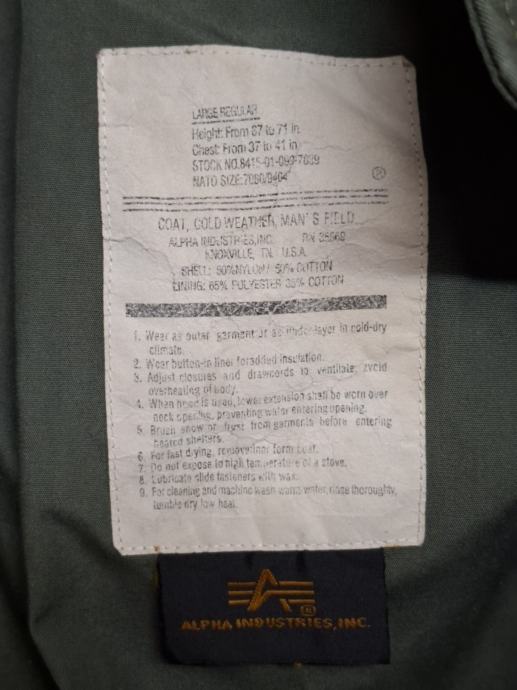 LARGE REGULAR
Height: From 67 to 71 in
Chest: From 37 to 41 in
STOCK NO.8415-01-099-7839
NATO SIZE:7080/9404
COAT, COLD WEATHER, MAN'S FIELD
ALPHA INDUSTRIES,INC. RN 35969
KNOXVILLE, TN. U.S.A.
SHELL: 50%NYLON/ 50% COTTON
LINING: 65% POLYESTER 35% COTTON
1. Wear as outer garment or as under-layer in cold-dry
climate.
2. Wear button-in liner foradded insulation.
3. Adjust closures and drawcords to ventilate, avoid
overheating of body.
4. When hood is used, lower extension shall be worn over
neck opening, preventing water entering opening.
5. Brush snow or frost from garments before entering
heated shelters.
6. For fast drying, removeliner form coat.
7. Do not expose to high temperature of a stove.
8. Lubricate slide fasteners with wax.
9. For cleaning and machine wash warm water, rinse thoroughly,
tumble dry low heat.
ALPHA INDUSTRIES, INC.